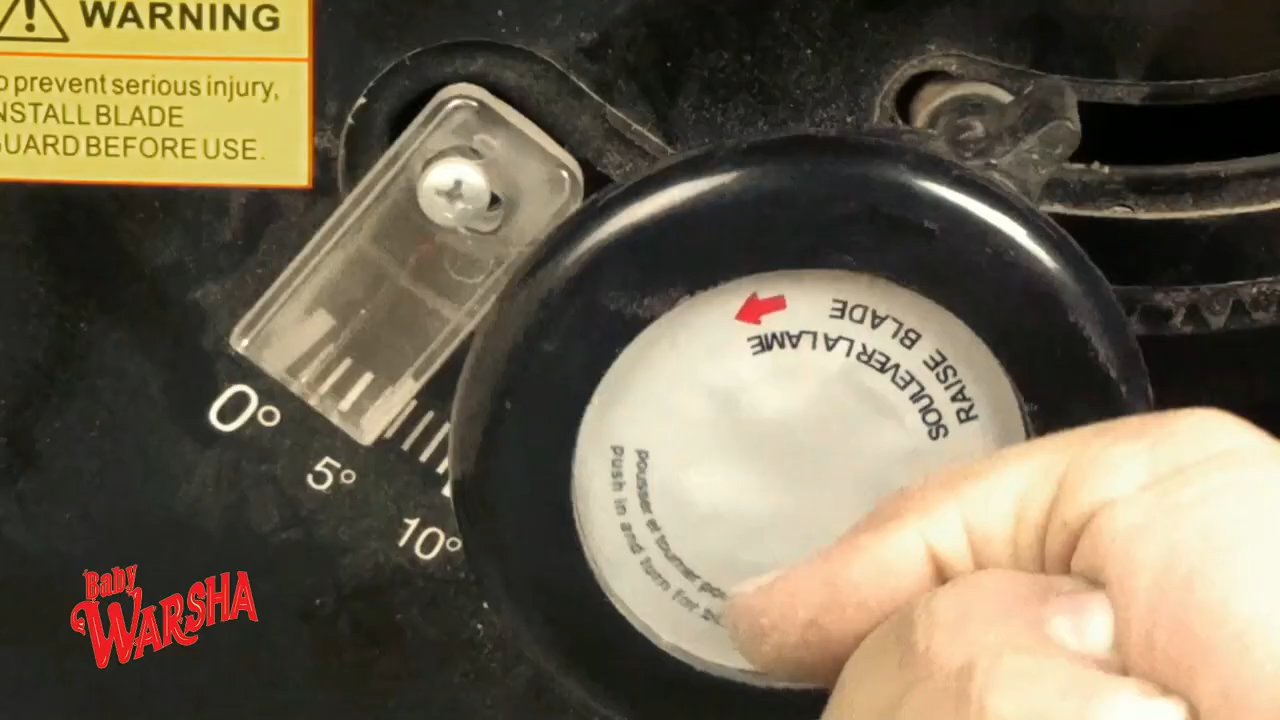 WARNING
o prevent serious injury,
NSTALL BLADE
GUARD BEFORE USE.
0°
5°
10°
RAISE BLADE
SOULEVER LA LAME
pousser et tourner po
push in and turn for
Baby
WARSHA